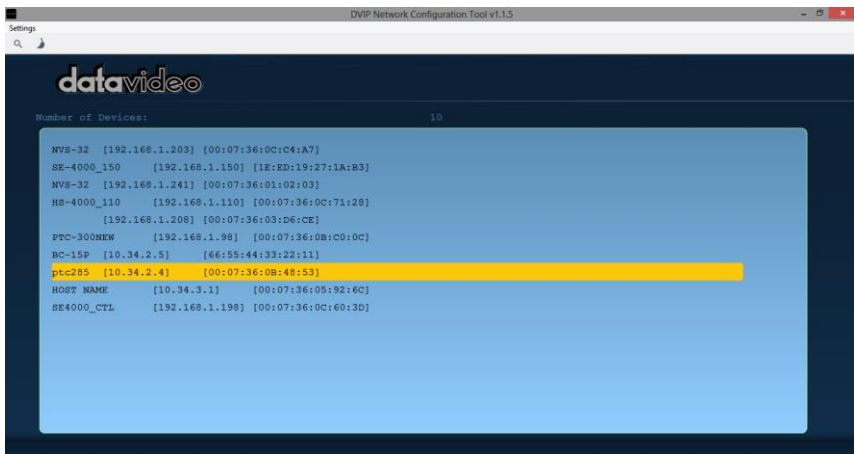 DVIP Network Configuration Tool v1.1.5
Settings
datavideo
Number of Devices: 10
NVS-32 [192.168.1.203] [00:07:36:0C:C4:A7]
SE-4000_150 [192.168.1.150] [1E:ED:19:27:1A:B3]
NVS-32 [192.168.1.241] [00:07:36:01:02:03]
HS-4000_110 [192.168.1.110] [00:07:36:0C:71:28]
[192.168.1.208] [00:07:36:03:D6:CE]
PTC-300NEW [192.168.1.98] [00:07:36:0B:C0:0C]
BC-15P [10.34.2.5] [66:55:44:33:22:11]
ptc285 [10.34.2.4] [00:07:36:0B:48:53]
HOST NAME [10.34.3.1] [00:07:36:05:92:6C]
SE4000_CTL [192.168.1.198] [00:07:36:0C:60:3D]